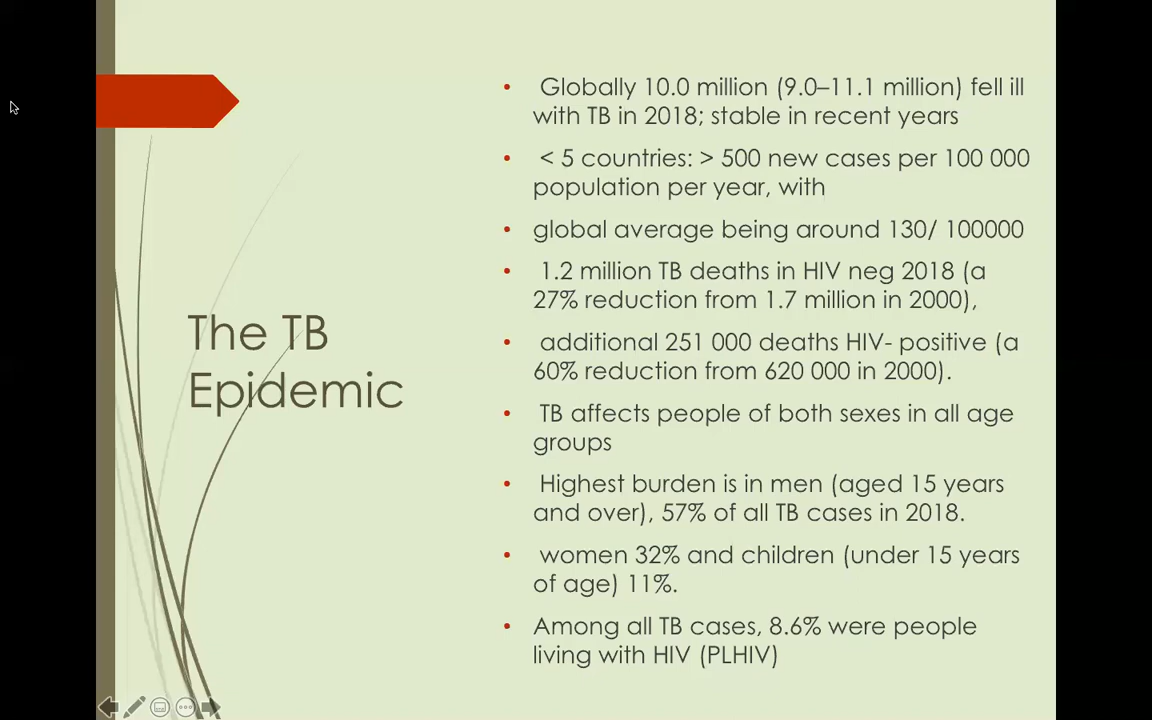 The TB
Epidemic
• Globally 10.0 million (9.0–11.1 million) fell ill
with TB in 2018; stable in recent years
• < 5 countries: > 500 new cases per 100 000
population per year, with
• global average being around 130/ 100000
• 1.2 million TB deaths in HIV neg 2018 (a
27% reduction from 1.7 million in 2000),
• additional 251 000 deaths HIV- positive (a
60% reduction from 620 000 in 2000).
• TB affects people of both sexes in all age
groups
• Highest burden is in men (aged 15 years
and over), 57% of all TB cases in 2018.
• women 32% and children (under 15 years
of age) 11%.
• Among all TB cases, 8.6% were people
living with HIV (PLHIV)